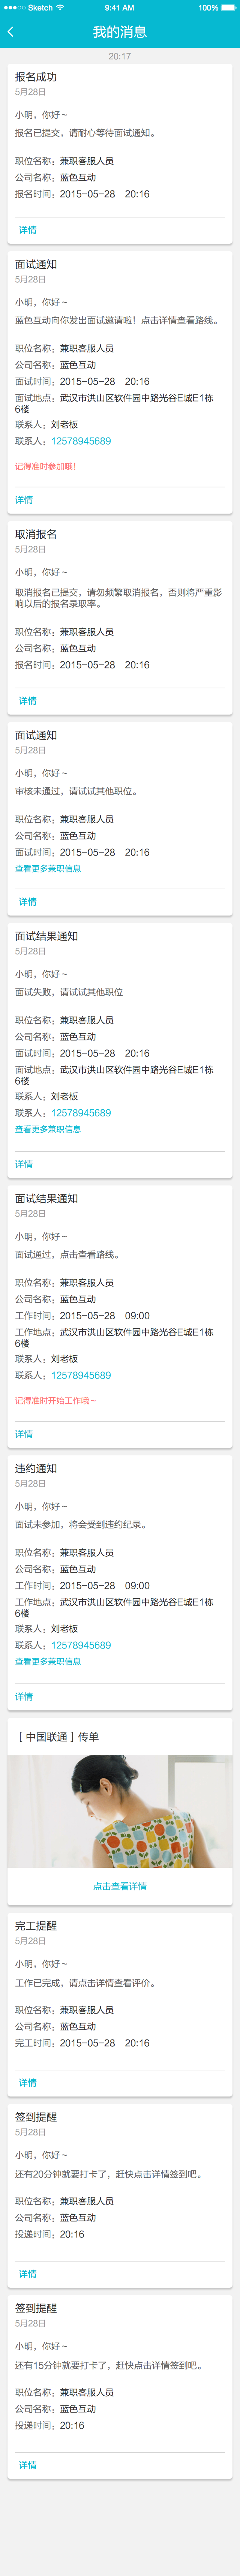 Sketch
9:41 AM
100%
我的消息
20:17
报名成功
5月28日
小明，你好～
报名已提交，请耐心等待面试通知。
职位名称：兼职客服人员
公司名称：蓝色互动
报名时间：2015-05-28 20:16
详情
面试通知
5月28日
小明，你好～
蓝色互动向你发出面试邀请啦！点击详情查看路线。
职位名称：兼职客服人员
公司名称：蓝色互动
面试时间：2015-05-28 20:16
面试地点：武汉市洪山区软件园中路光谷E城E1栋
6楼
联系人：刘老板
联系人：12578945689
记得准时参加哦！
详情
取消报名
5月28日
小明，你好～
取消报名已提交，请勿频繁取消报名，否则将严重影
响以后的报名录取率。
职位名称：兼职客服人员
公司名称：蓝色互动
报名时间：2015-05-28 20:16
详情
面试通知
5月28日
小明，你好～
审核未通过，请试试其他职位。
职位名称：兼职客服人员
公司名称：蓝色互动
面试时间：2015-05-28 20:16
查看更多兼职信息
详情
面试结果通知
5月28日
小明，你好～
面试失败，请试试其他职位
职位名称：兼职客服人员
公司名称：蓝色互动
面试时间：2015-05-28 20:16
面试地点：武汉市洪山区软件园中路光谷E城E1栋
6楼
联系人：刘老板
联系人：12578945689
查看更多兼职信息
详情
面试结果通知
5月28日
小明，你好～
面试通过，点击查看路线。
职位名称：兼职客服人员
公司名称：蓝色互动
工作时间：2015-05-28 09:00
工作地点：武汉市洪山区软件园中路光谷E城E1栋
6楼
联系人：刘老板
联系人：12578945689
记得准时开始工作哦～
详情
违约通知
5月28日
小明，你好～
面试未参加，将会受到违约纪录。
职位名称：兼职客服人员
公司名称：蓝色互动
工作时间：2015-05-28 09:00
工作地点：武汉市洪山区软件园中路光谷E城E1栋
6楼
联系人：刘老板
联系人：12578945689
查看更多兼职信息
详情
［中国联通］传单
点击查看详情
完工提醒
5月28日
小明，你好～
工作已完成，请点击详情查看评价。
职位名称：兼职客服人员
公司名称：蓝色互动
完工时间：2015-05-28 20:16
详情
签到提醒
5月28日
小明，你好～
还有20分钟就要打卡了，赶快点击详情签到吧。
职位名称：兼职客服人员
公司名称：蓝色互动
投递时间：20:16
详情
签到提醒
5月28日
小明，你好～
还有15分钟就要打卡了，赶快点击详情签到吧。
职位名称：兼职客服人员
公司名称：蓝色互动
投递时间：20:16
详情